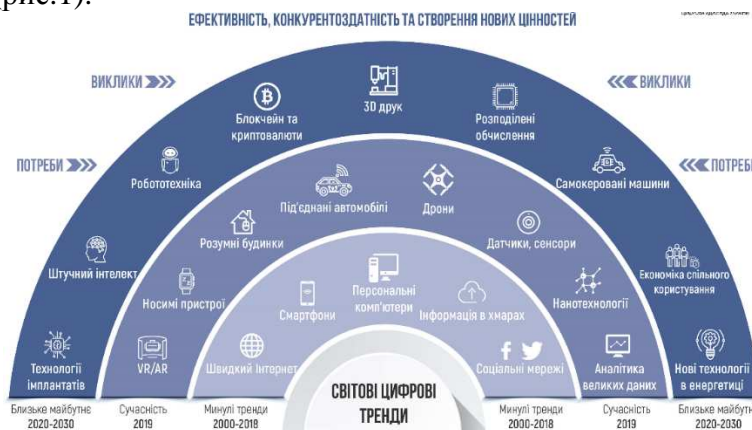 рис.1).
ЕФЕКТИВНІСТЬ, КОНКУРЕНТОЗДАТНІСТЬ ТА СТВОРЕННЯ НОВИХ ЦІННОСТЕЙ
ВИКЛИКИ
ВИКЛИКИ
ПОТРЕБИ
ПОТРЕБИ
Технології
імплантатів
Штучний інтелект
Робототехніка
Блокчейн та
криптовалюти
3D друк
Розподілені
обчислення
Самокеровані машини
Економіка спільного
користування
Нові технології
в енергетиці
VR/AR
Носимі пристрої
Розумні будинки
Під'єднані автомобілі
Дрони
Датчики, сенсори
Нанотехнології
Аналітика
великих даних
Швидкий Інтернет
Смартфони
Персональні
комп'ютери
Інформація в хмарах
Соціальні мережі
СВІТОВІ ЦИФРОВІ
ТРЕНДИ
Близьке майбутнє
2020-2030
Сучасність
2019
Минулі тренди
2000-2018
Минулі тренди
2000-2018
Сучасність
2019
Близьке майбутнє
2020-2030